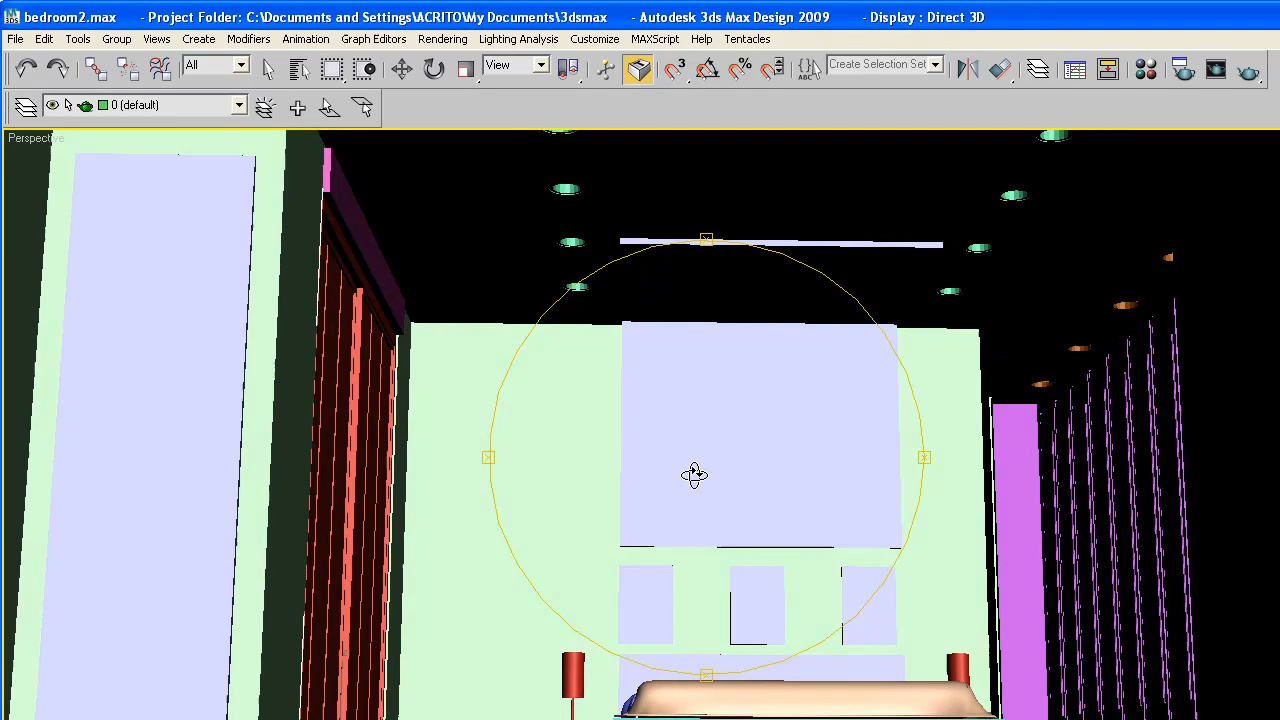 bedroom2.max - Project Folder: C:\Documents and Settings\ACRITO\My Documents\3dsmax - Autodesk 3ds Max Design 2009 - Display : Direct 3D
File Edit Tools Group Views Create Modifiers Animation Graph Editors Rendering Lighting Analysis Customize MAXScript Help Tentacles
All View 3 Create Selection Set
0 (default)
Perspective